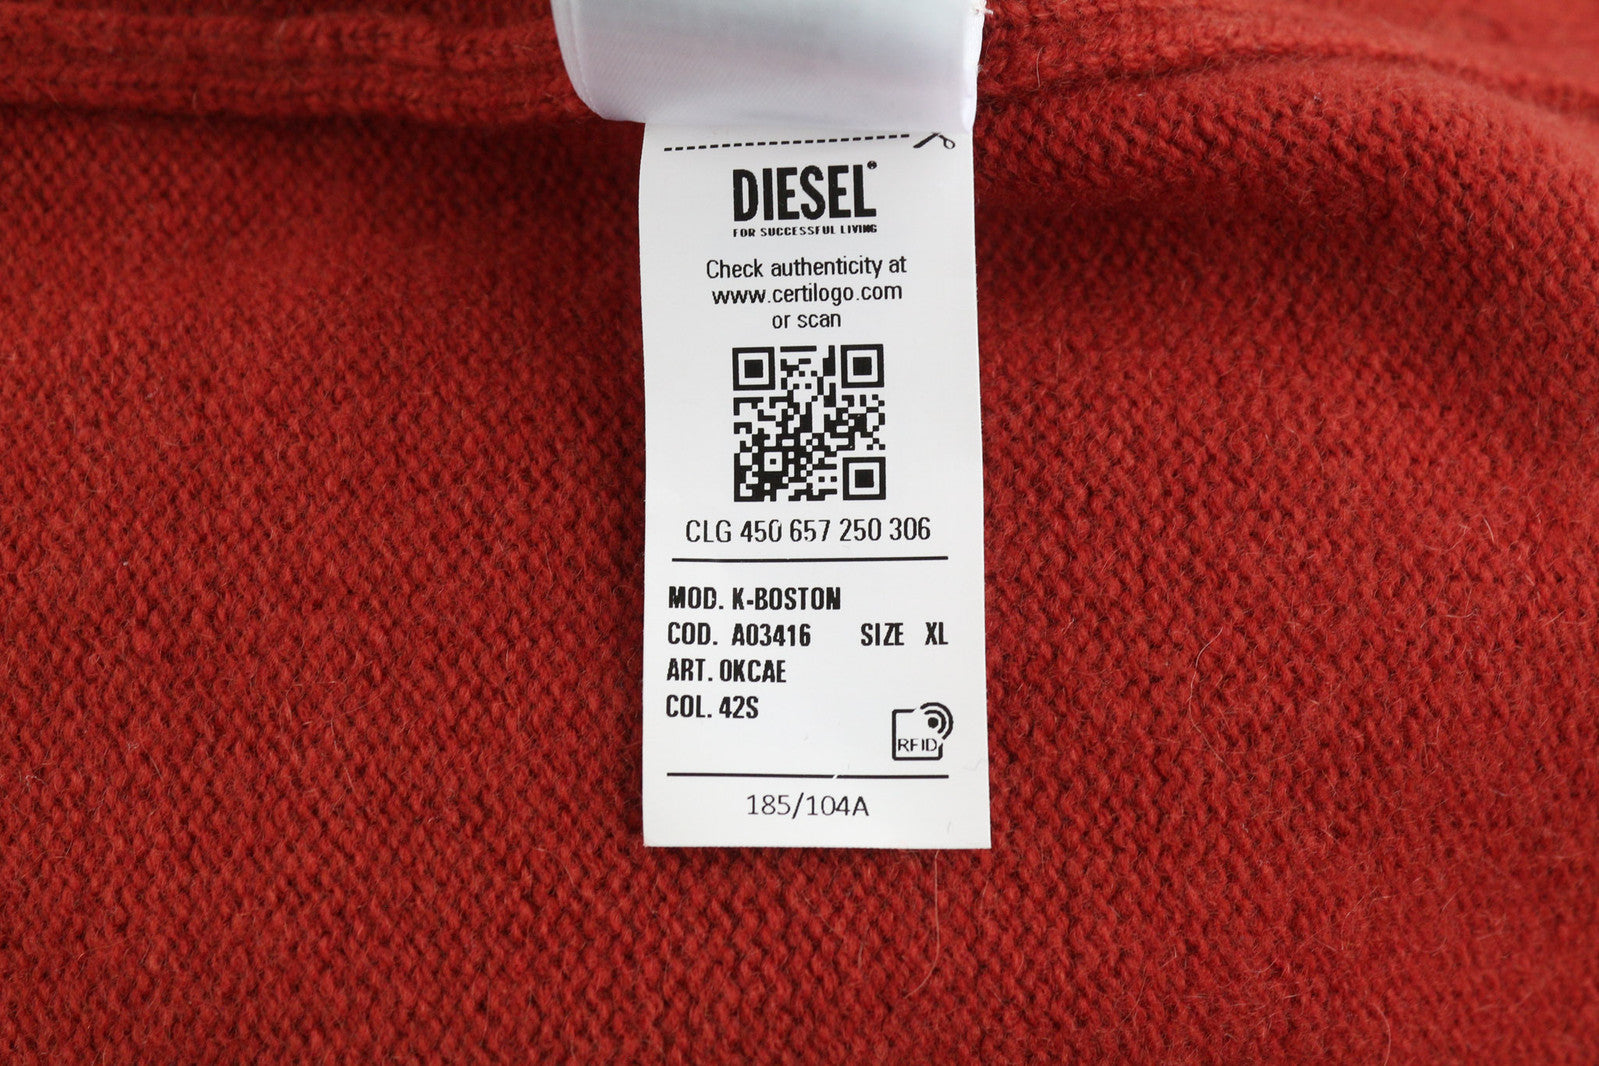 DIESEL®
FOR SUCCESSFUL LIVING
Check authenticity at
www.certilogo.com
or scan
CLG 450 657 250 306
MOD. K-BOSTON
COD. A03416 SIZE XL
ART. 0KCAE
COL. 42S
RFID
185/104A